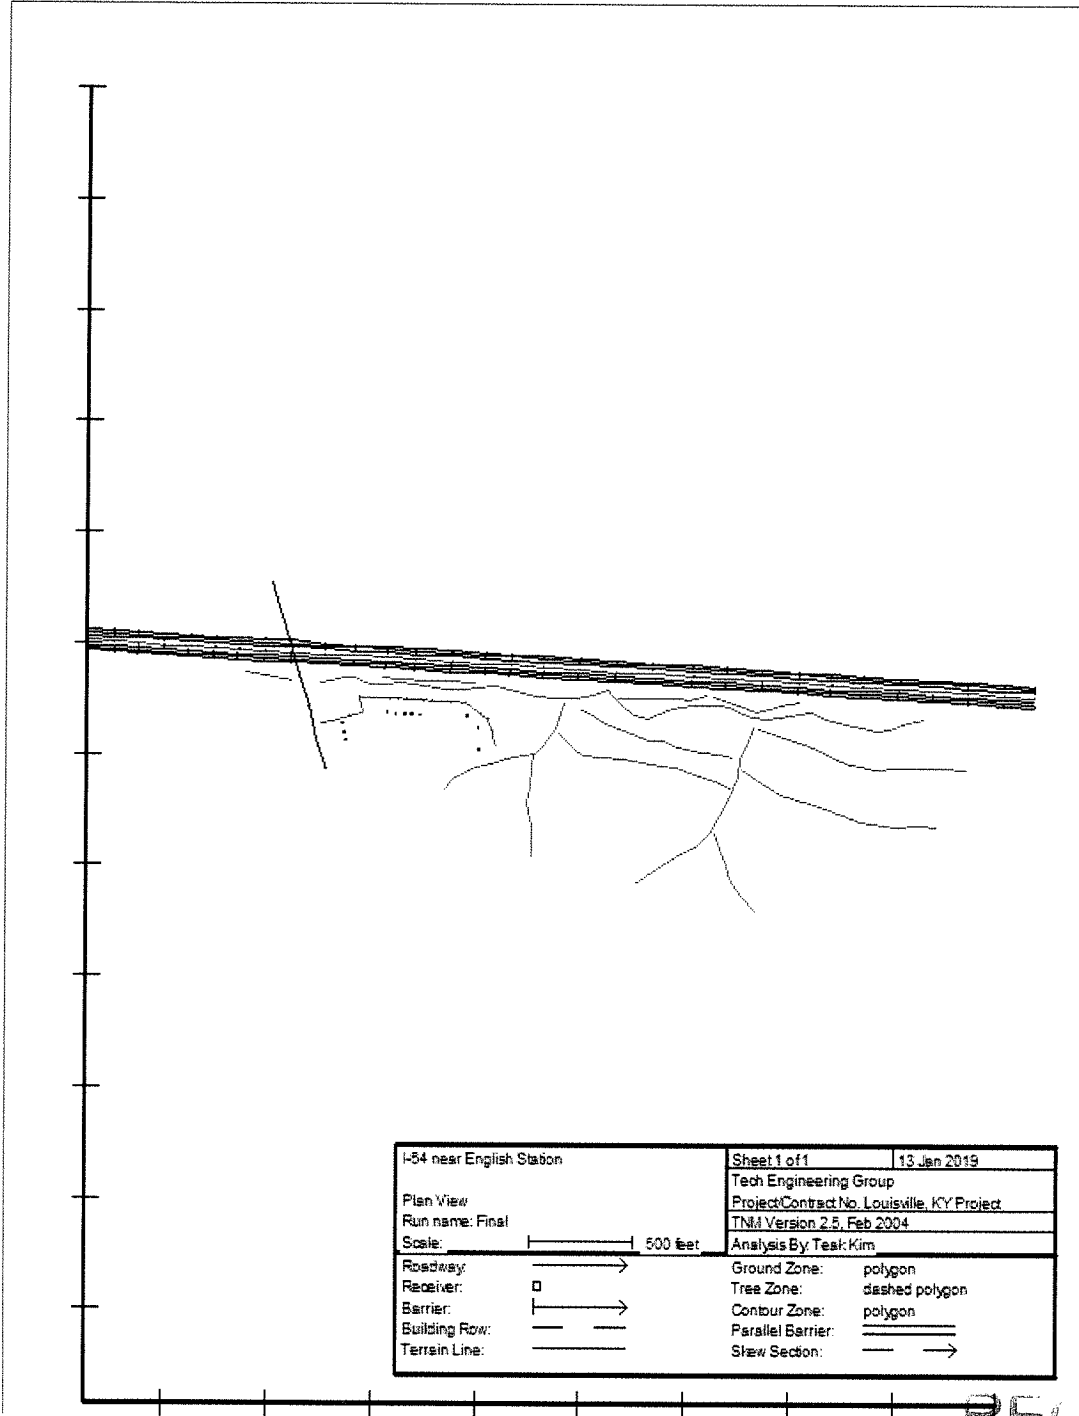 I-54 near English Station
Sheet 1 of 1
13 Jan 2019
Tech Engineering Group
Plan View
Project/Contract No. Louisville, KY Project
Run name: Final
TNM Version 2.5, Feb 2004
Scale:
500 feet
Analysis By: Teak Kim
Roadway:
Ground Zone:
polygon
Receiver:
Tree Zone:
dashed polygon
Barrier:
Contour Zone:
polygon
Building Row:
Parallel Barrier:
Terrain Line:
Skew Section: